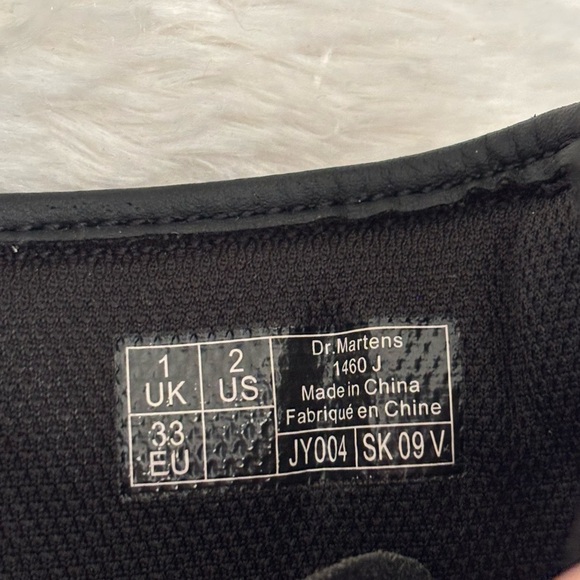 1 UK
2 US
33 EU
Dr.Martens
1460 J
Made in China
Fabriqué en Chine
JY004
SK 09 V